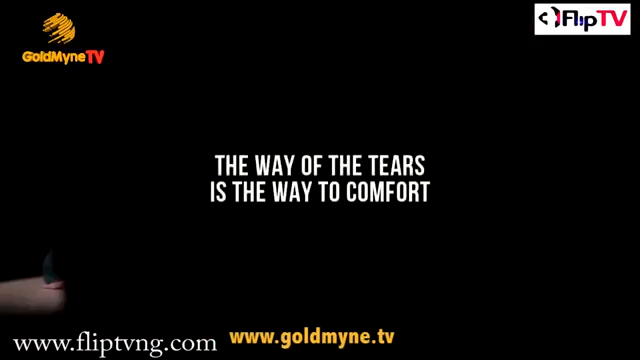 GoldMyneTV
FlipTV
THE WAY OF THE TEARS
IS THE WAY TO COMFORT
www.fliptvng.com
www.goldmyne.tv